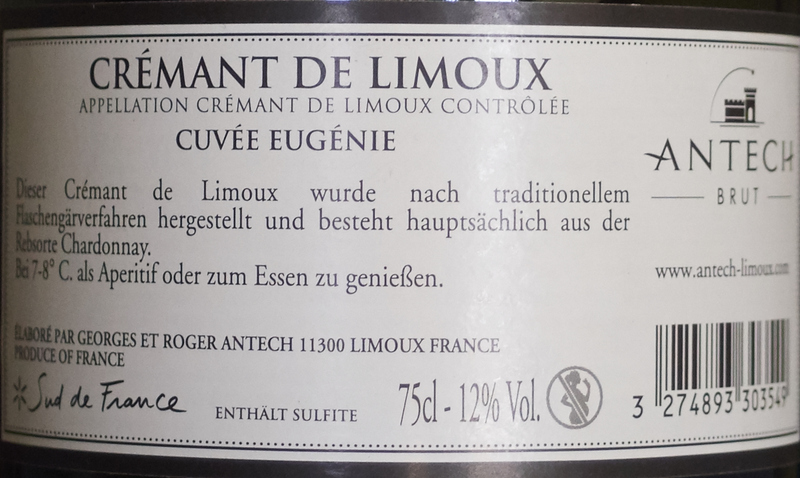 CRÉMANT DE LIMOUX
APPELLATION CRÉMANT DE LIMOUX CONTRÔLÉE
CUVÉE EUGÉNIE
Dieser Crémant de Limoux wurde nach traditionellem
Flaschengärverfahren hergestellt und besteht hauptsächlich aus der
Rebsorte Chardonnay.
Bei 7-8° C. als Aperitif oder zum Essen zu genießen.
ÉLABORÉ PAR GEORGES ET ROGER ANTECH 11300 LIMOUX FRANCE
PRODUCE OF FRANCE
Sud de France
ENTHÄLT SULFITE
75cl - 12% Vol.
ANTECH
BRUT
www.antech-limoux.com
3 274893 303549